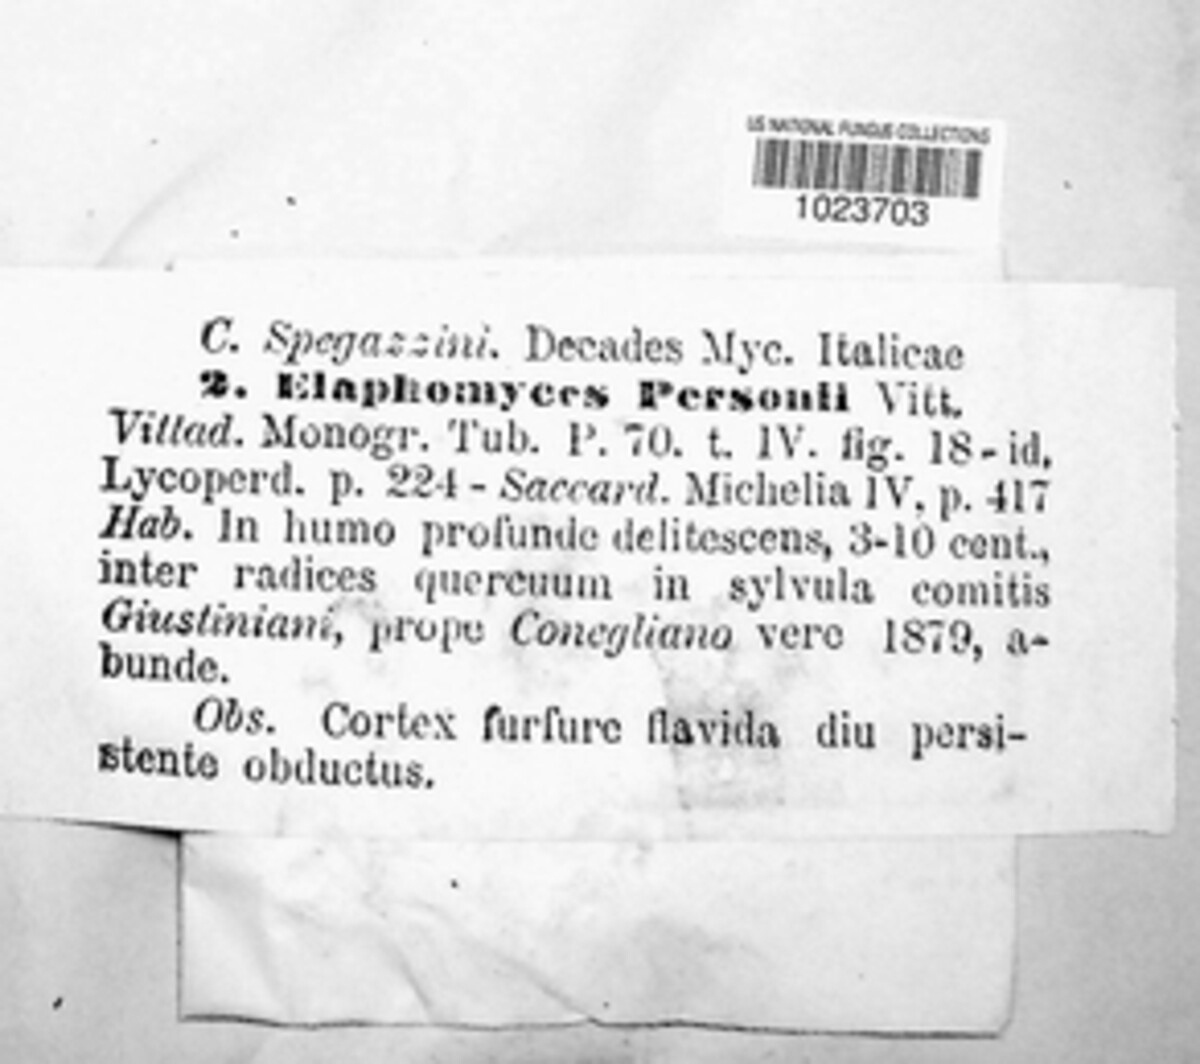 US NATIONAL FUNGUS COLLECTIONS
1023703
C. Spegazzini. Decades Myc. Italicae
2. Elaphomyces Personii Vitt.
Vittad. Monogr. Tub. P. 70. t. IV. fig. 18 - id,
Lycoperd. p. 224 - Saccard. Michelia IV, p. 417
Hab. In humo profunde delitescens, 3-10 cent.,
inter radices quercuum in sylvula comitis
Giustiniani, prope Conegliano vere 1879, a-
bunde.
Obs. Cortex furfure flavida diu persi-
stente obductus.